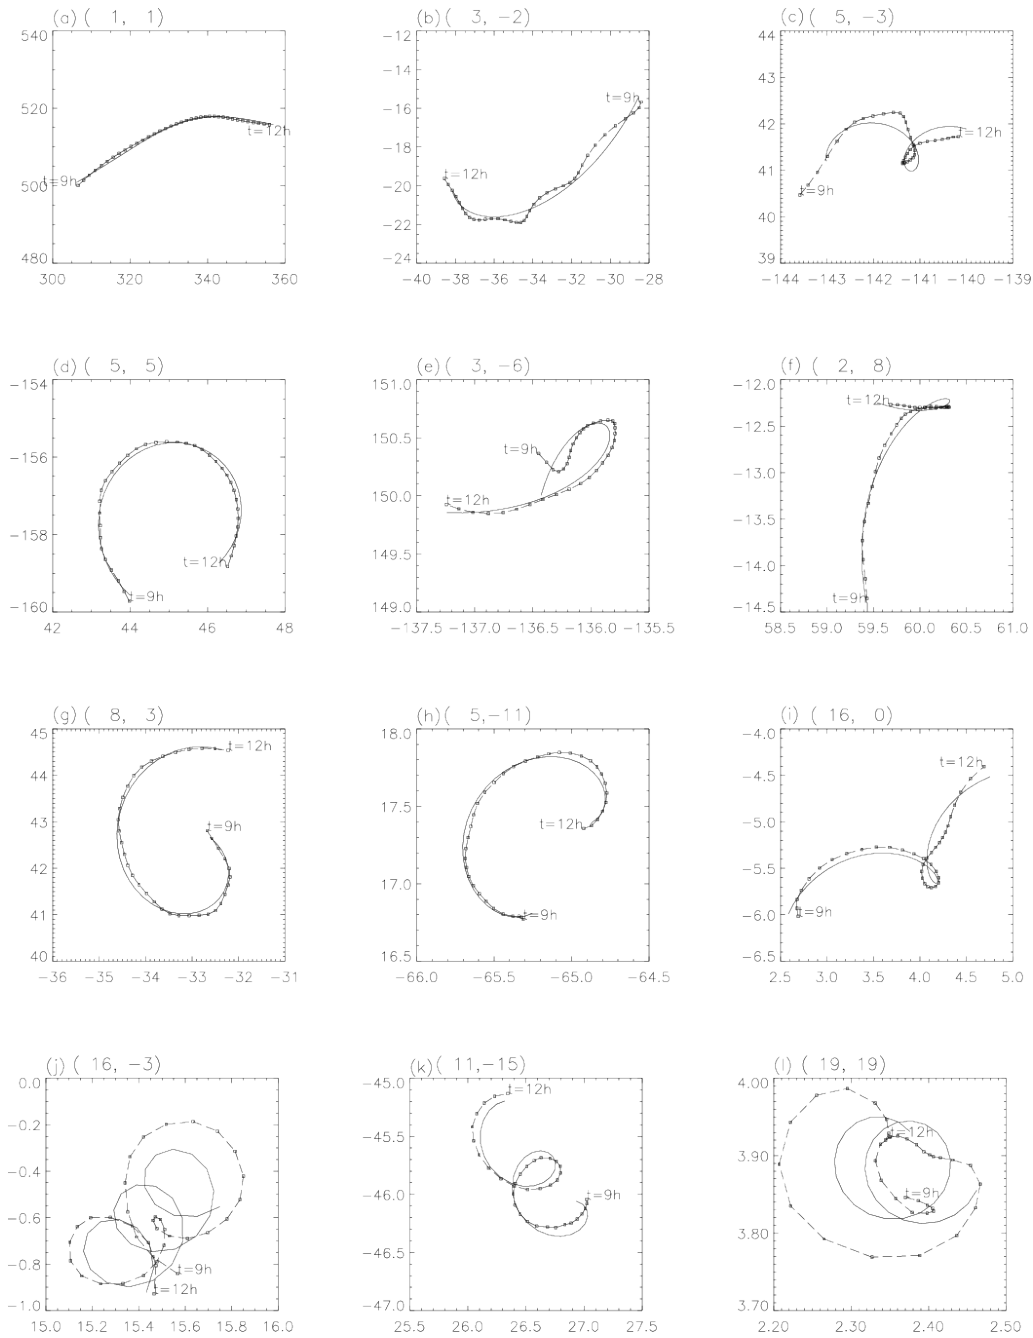 (a) ( 1, 1)
540
520
500
480
t=9h
t=12h
300 320 340 360
(b) ( 3, −2)
−12
−14
−16
−18
−20
−22
−24
t=9h
t=12h
−40 −38 −36 −34 −32 −30 −28
(c) ( 5, −3)
44
43
42
41
40
39
t=12h
t=9h
−144 −143 −142 −141 −140 −139
(d) ( 5, 5)
−154
−156
−158
−160
t=12h
t=9h
42 44 46 48
(e) ( 3, −6)
151.0
150.5
150.0
149.5
149.0
t=9h
t=12h
−137.5 −137.0 −136.5 −136.0 −135.5
(f) ( 2, 8)
−12.0
−12.5
−13.0
−13.5
−14.0
−14.5
t=12h
t=9h
58.5 59.0 59.5 60.0 60.5 61.0
(g) ( 8, 3)
45
44
43
42
41
40
t=12h
t=9h
−36 −35 −34 −33 −32 −31
(h) ( 5,−11)
18.0
17.5
17.0
16.5
t=12h
t=9h
−66.0 −65.5 −65.0 −64.5
(i) ( 16, 0)
−4.0
−4.5
−5.0
−5.5
−6.0
−6.5
t=12h
t=9h
2.5 3.0 3.5 4.0 4.5 5.0
(j) ( 16, −3)
0.0
−0.2
−0.4
−0.6
−0.8
−1.0
t=9h
t=12h
15.0 15.2 15.4 15.6 15.8 16.0
(k) ( 11,−15)
−45.0
−45.5
−46.0
−46.5
−47.0
t=12h
t=9h
25.5 26.0 26.5 27.0 27.5
(l) ( 19, 19)
4.00
3.90
3.80
3.70
t=12h
t=9h
2.20 2.30 2.40 2.50